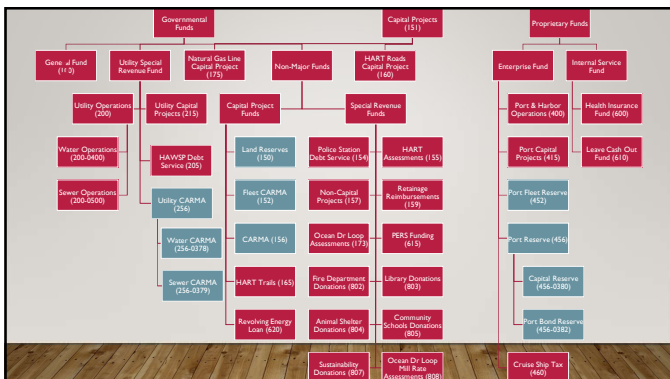 Governmental
Funds
Capital Projects
(151)
Proprietary Funds
General Fund
Utility Special
Revenue Fund
Natural Gas Line
Capital Project
(175)
Non-Major Funds
HART Roads
Capital Project
(160)
Enterprise Fund
Internal Service
Fund
Utility Operations
(200)
Utility Capital
Projects (215)
Capital Project
Funds
Special Revenue
Funds
Port & Harbor
Operations (400)
Health Insurance
Fund (600)
Water Operations
(200-0400)
HAWSP Debt
Service (205)
Land Reserves
(150)
Police Station
Debt Service (154)
HART
Assessments (155)
Port Capital
Projects (415)
Leave Cash Out
Fund (610)
Sewer Operations
(200-0500)
Utility CARMA
(256)
Fleet CARMA
(152)
Non-Capital
Projects (157)
Retainage
Reimbursements
(159)
Port Fleet Reserve
(452)
Water CARMA
(256-0378)
CARMA (156)
Ocean Dr Loop
Assessments (173)
PERS Funding
(615)
Port Reserve (456)
Sewer CARMA
(256-0379)
HART Trails (165)
Fire Department
Donations (802)
Library Donations
(803)
Capital Reserve
(456-0380)
Revolving Energy
Loan (620)
Animal Shelter
Donations (804)
Community
Schools Donations
(805)
Port Bond Reserve
(456-0382)
Sustainability
Donations (807)
Ocean Dr Loop
Mill Rate
Assessments (808)
Cruise Ship Tax
(460)